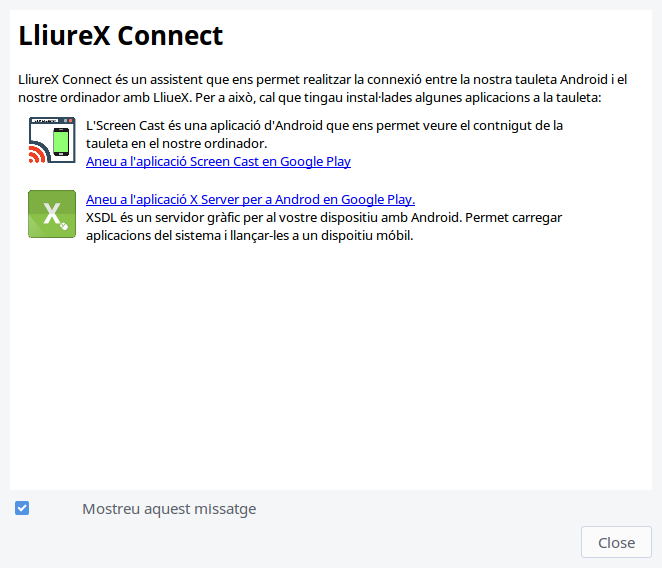 LliureX Connect
LliureX Connect és un assistent que ens permet realitzar la connexió entre la nostra tauleta Android i el
nostre ordinador amb LliueX. Per a això, cal que tingau instal·lades algunes aplicacions a la tauleta:
L'Screen Cast és una aplicació d'Android que ens permet veure el contnigut de la
tauleta en el nostre ordinador.
Aneu a l'aplicació Screen Cast en Google Play
Aneu a l'aplicació X Server per a Androd en Google Play.
XSDL és un servidor gràfic per al vostre dispositiu amb Android. Permet carregar
aplicacions del sistema i llançar-les a un dispoitiu móbil.
Mostreu aquest missatge
Close